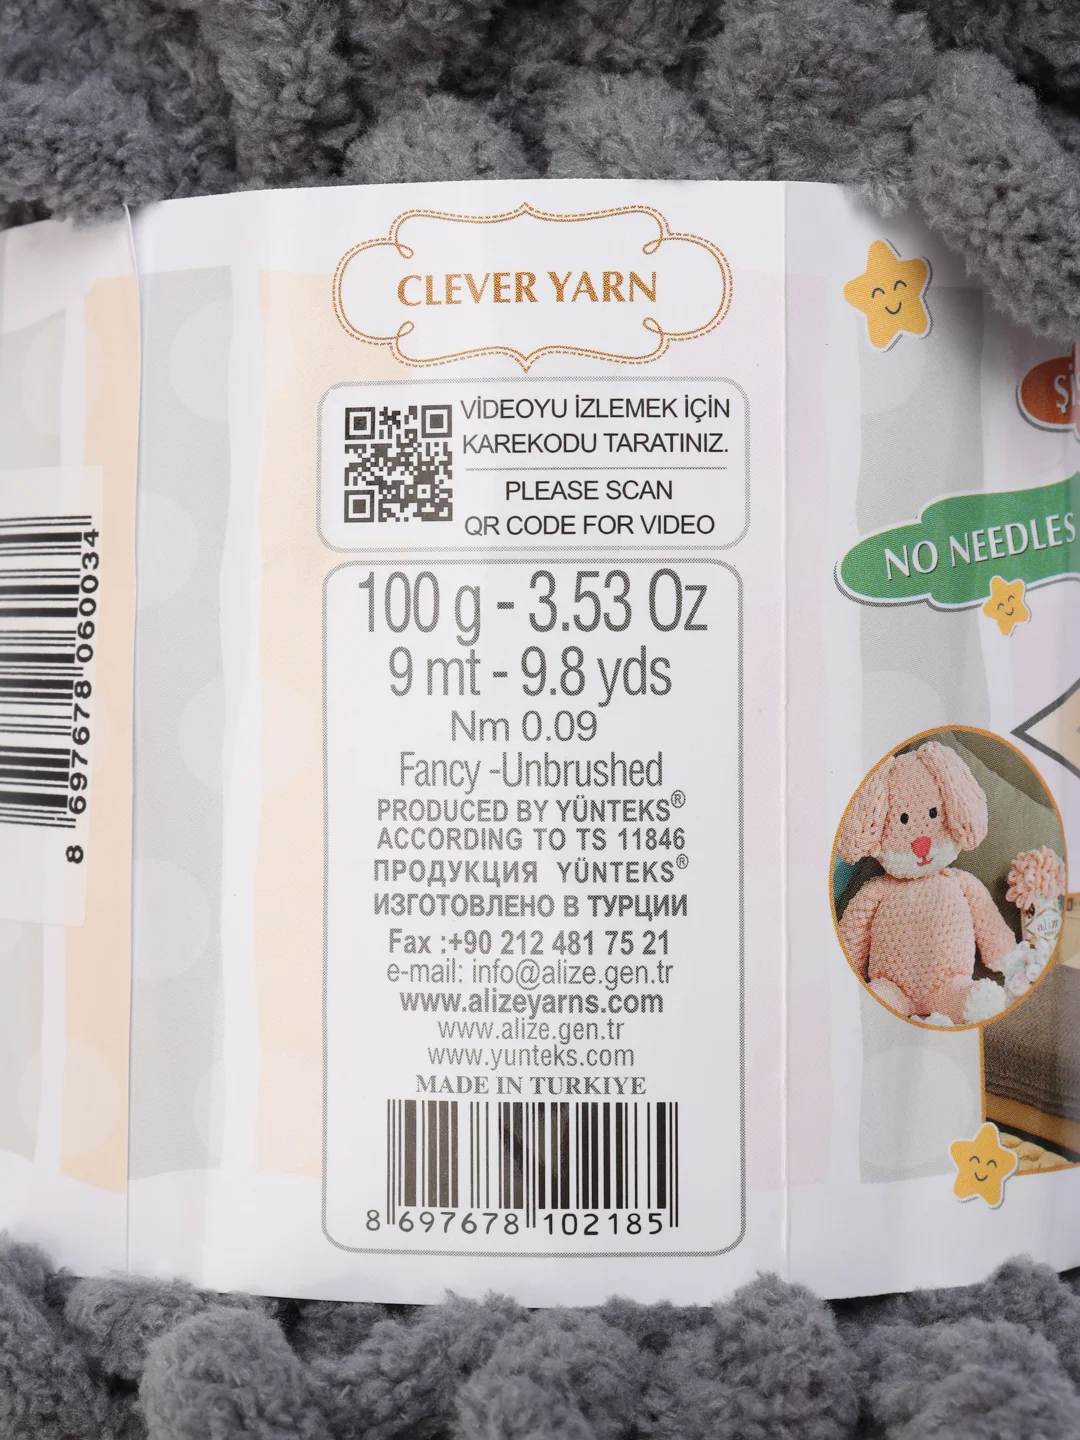 CLEVER YARN
VİDEOYU İZLEMEK İÇİN
KAREKODU TARATINIZ.
PLEASE SCAN
QR CODE FOR VIDEO
100 g - 3.53 Oz
9 mt - 9.8 yds
Nm 0.09
Fancy -Unbrushed
PRODUCED BY YÜNTEKS®
ACCORDING TO TS 11846
ПРОДУКЦИЯ YÜNTEKS®
ИЗГОТОВЛЕНО В ТУРЦИИ
Fax :+90 212 481 75 21
e-mail: info@alize.gen.tr
www.alizeyarns.com
www.alize.gen.tr
www.yunteks.com
MADE IN TURKIYE
8 697678 102185
8 697678 060034
NO NEEDLES
alize